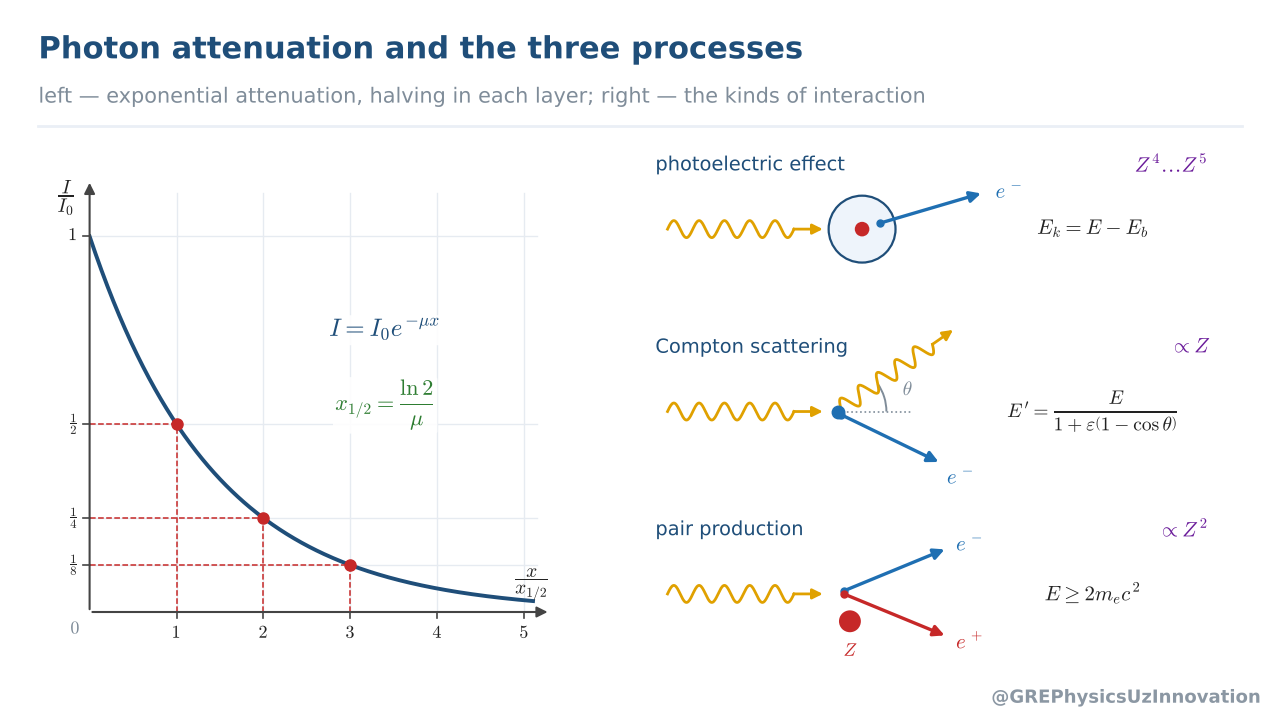 Photon attenuation and the three processes
left — exponential attenuation, halving in each layer; right — the kinds of interaction
I/I₀
1
1/2
1/4
1/8
0
1 2 3 4 5
x/x₁/₂
I = I₀e^(−μx)
x₁/₂ = ln 2/μ
photoelectric effect
Z⁴…Z⁵
e⁻
E_k = E − E_b
Compton scattering
∝ Z
θ
e⁻
E′ = E/(1 + ε(1 − cos θ))
pair production
∝ Z²
e⁻
e⁺
Z
E ≥ 2mₑc²
@GREPhysicsUzInnovation